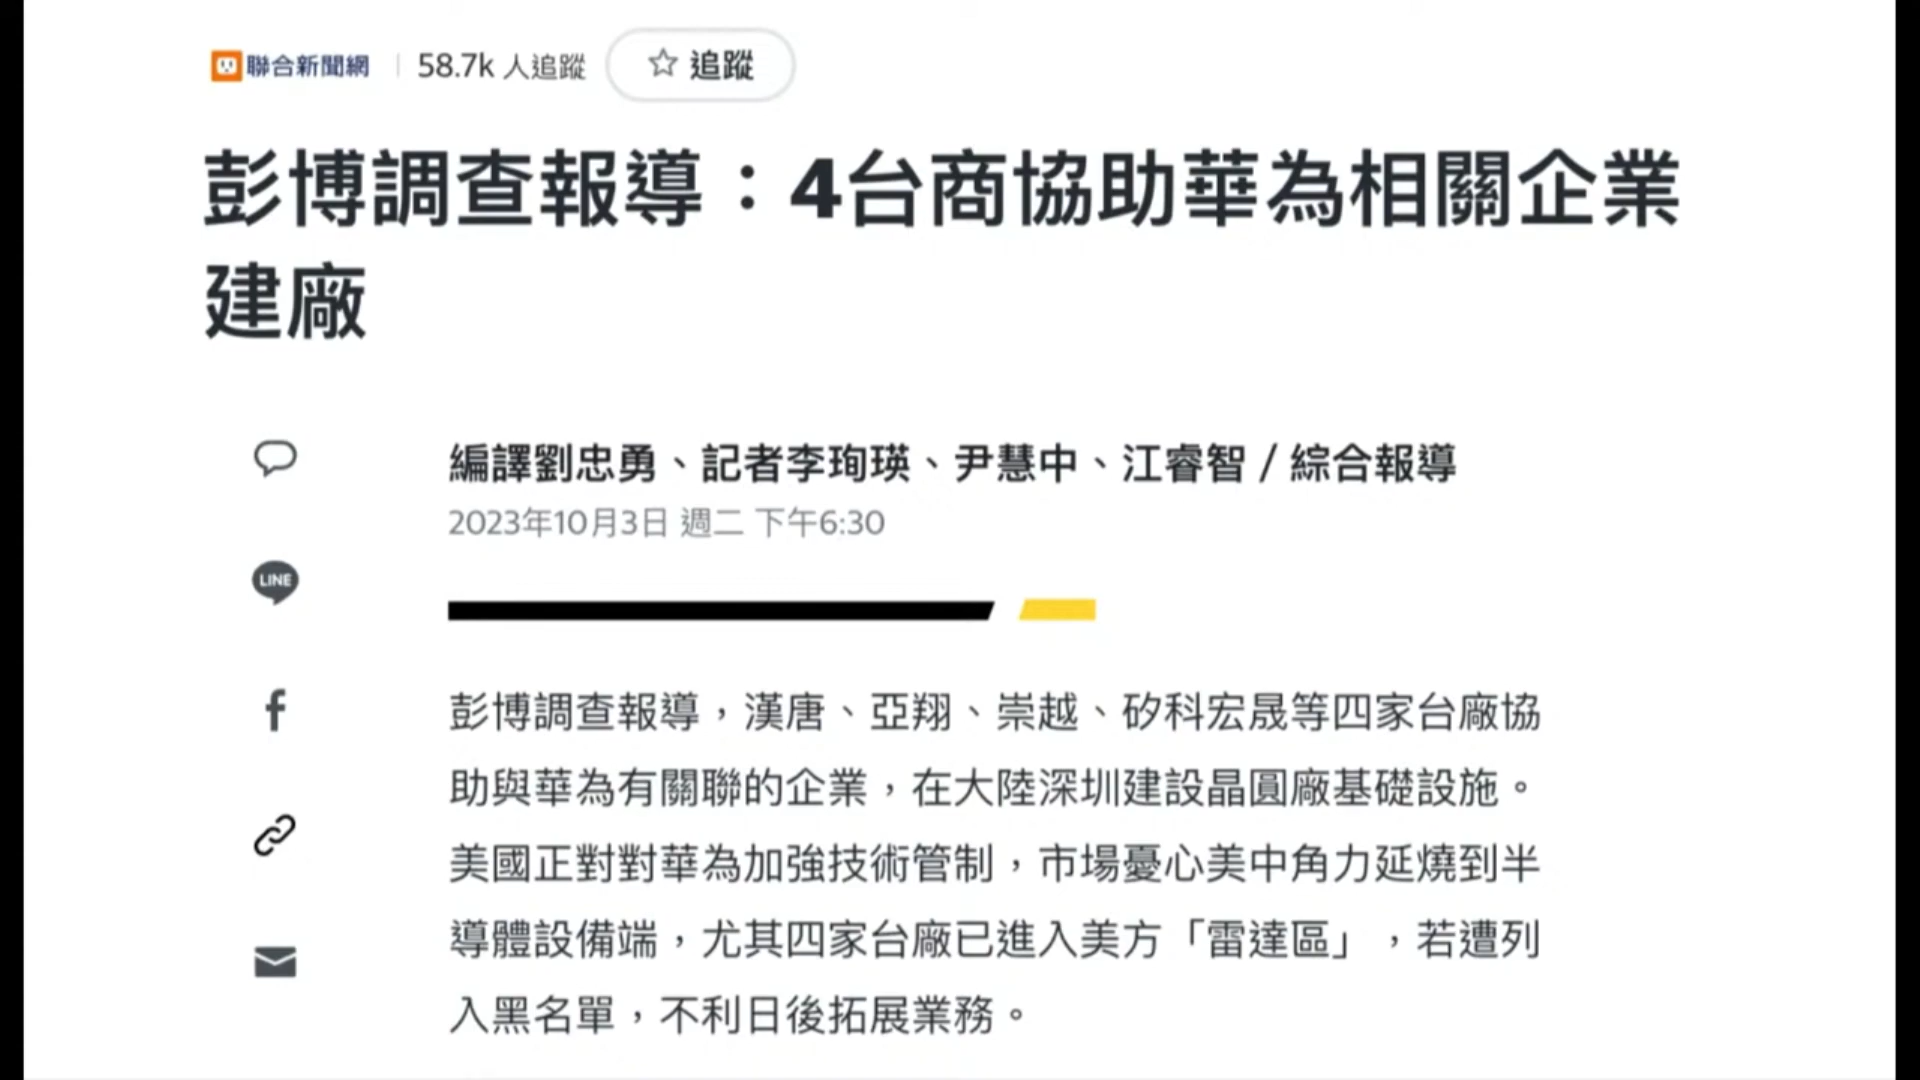 聯合新聞網 58.7k 人追蹤 追蹤
彭博調查報導：4台商協助華為相關企業
建廠
編譯劉忠勇、記者李珣瑛、尹慧中、江睿智/綜合報導
2023年10月3日 週二 下午6:30
LINE
彭博調查報導，漢唐、亞翔、崇越、矽科宏晟等四家台廠協
助與華為有關聯的企業，在大陸深圳建設晶圓廠基礎設施。
美國正對對華為加強技術管制，市場憂心美中角力延燒到半
導體設備端，尤其四家台廠已進入美方「雷達區」，若遭列
入黑名單，不利日後拓展業務。